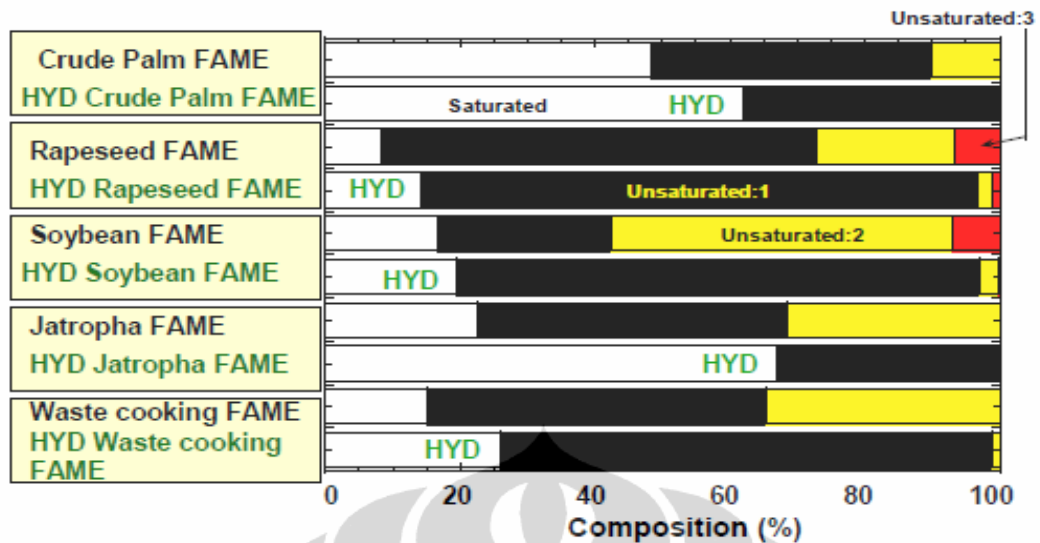 Unsaturated:3
Crude Palm FAME
HYD Crude Palm FAME
Saturated
HYD
Rapeseed FAME
HYD Rapeseed FAME
HYD
Unsaturated:1
Soybean FAME
Unsaturated:2
HYD Soybean FAME
HYD
Jatropha FAME
HYD Jatropha FAME
HYD
Waste cooking FAME
HYD Waste cooking
FAME
HYD
0 20 40 60 80 100
Composition (%)